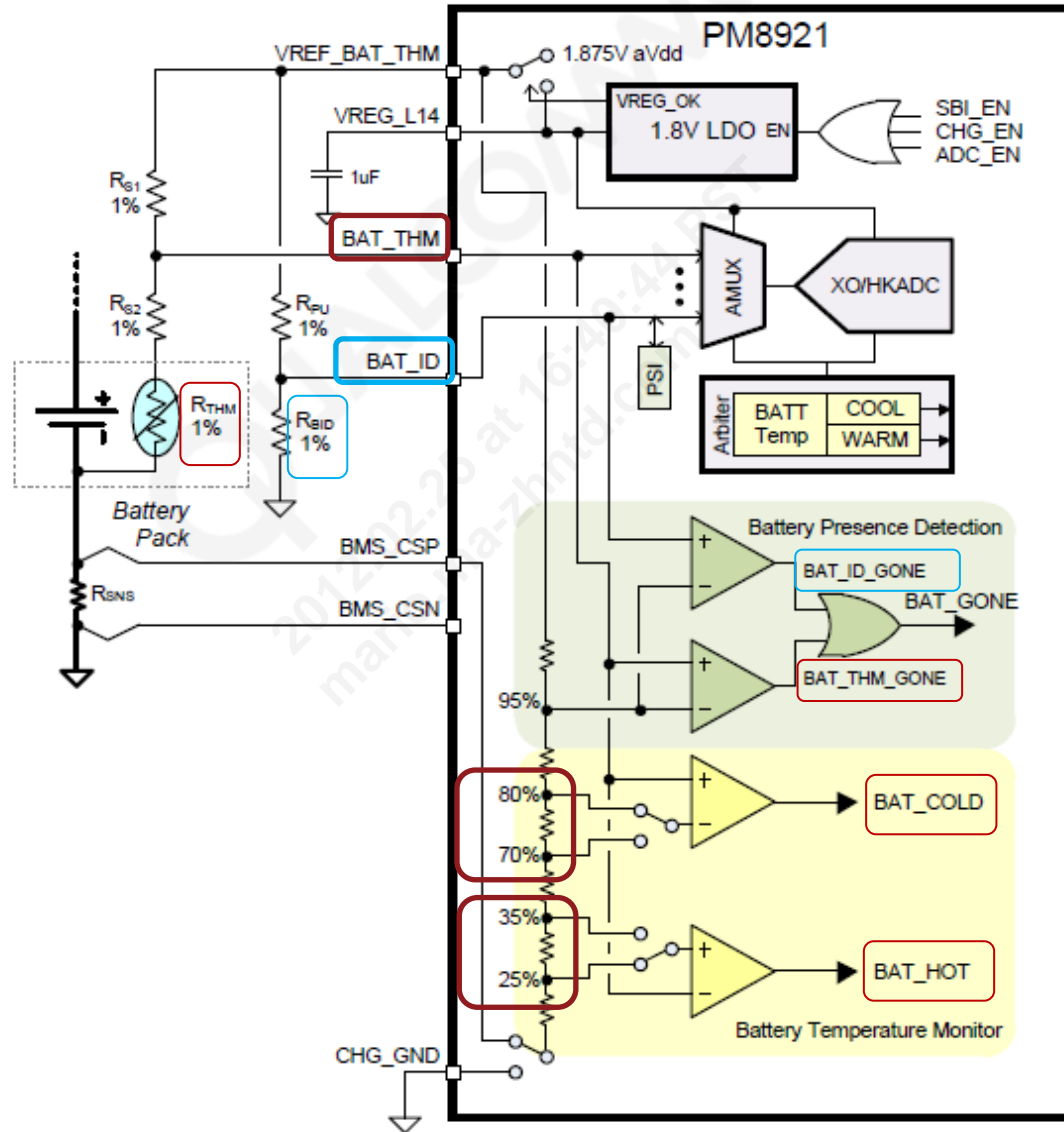 PM8921
VREF_BAT_THM
1.875V aVdd
VREG_L14
VREG_OK
1.8V LDO EN
SBI_EN
CHG_EN
ADC_EN
1uF
RS1
1%
BAT_THM
AMUX
XO/HKADC
RS2
1%
RPU
1%
BAT_ID
PSI
RTHM
1%
RBID
1%
Arbiter
BATT
Temp
COOL
WARM
Battery
Pack
Battery Presence Detection
BMS_CSP
BAT_ID_GONE
RSNS
BAT_GONE
BMS_CSN
BAT_THM_GONE
95%
80%
BAT_COLD
70%
35%
25%
BAT_HOT
Battery Temperature Monitor
CHG_GND